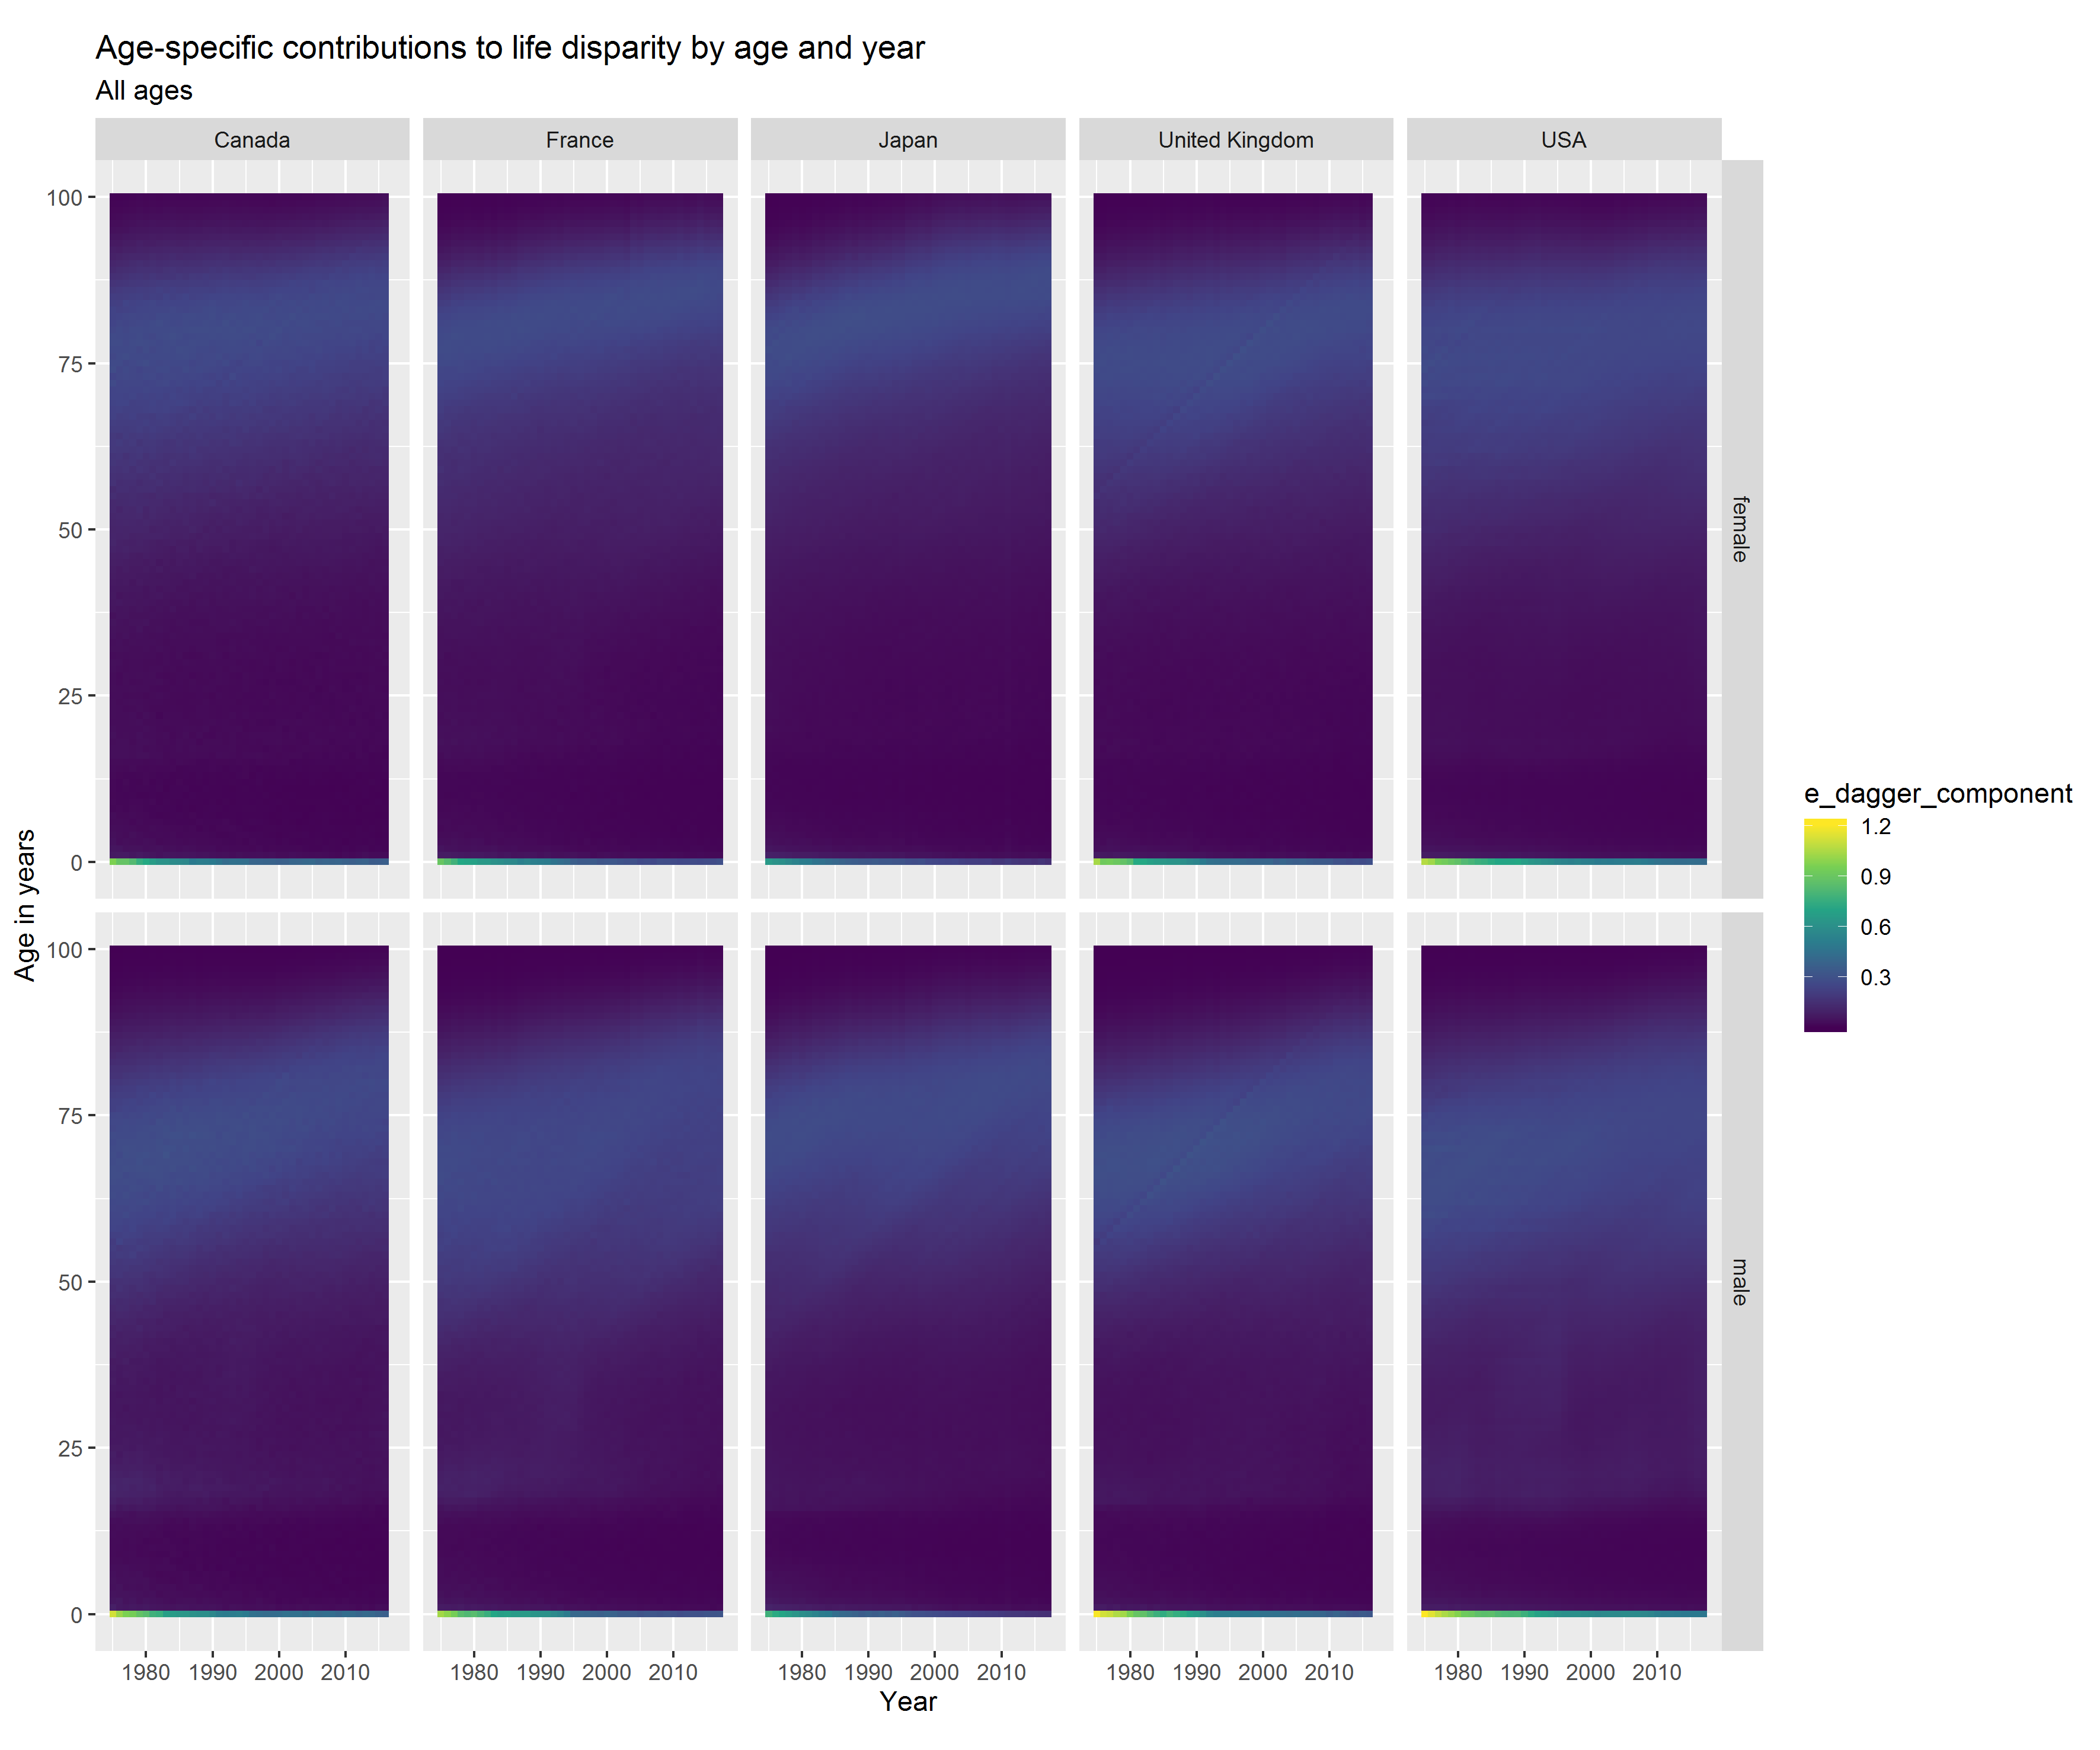 Age-specific contributions to life disparity by age and year
All ages
Canada
France
Japan
United Kingdom
USA
100
75
50
25
0
female
Age in years
100
75
50
25
0
male
1980 1990 2000 2010
1980 1990 2000 2010
1980 1990 2000 2010
1980 1990 2000 2010
1980 1990 2000 2010
Year
e_dagger_component
1.2
0.9
0.6
0.3